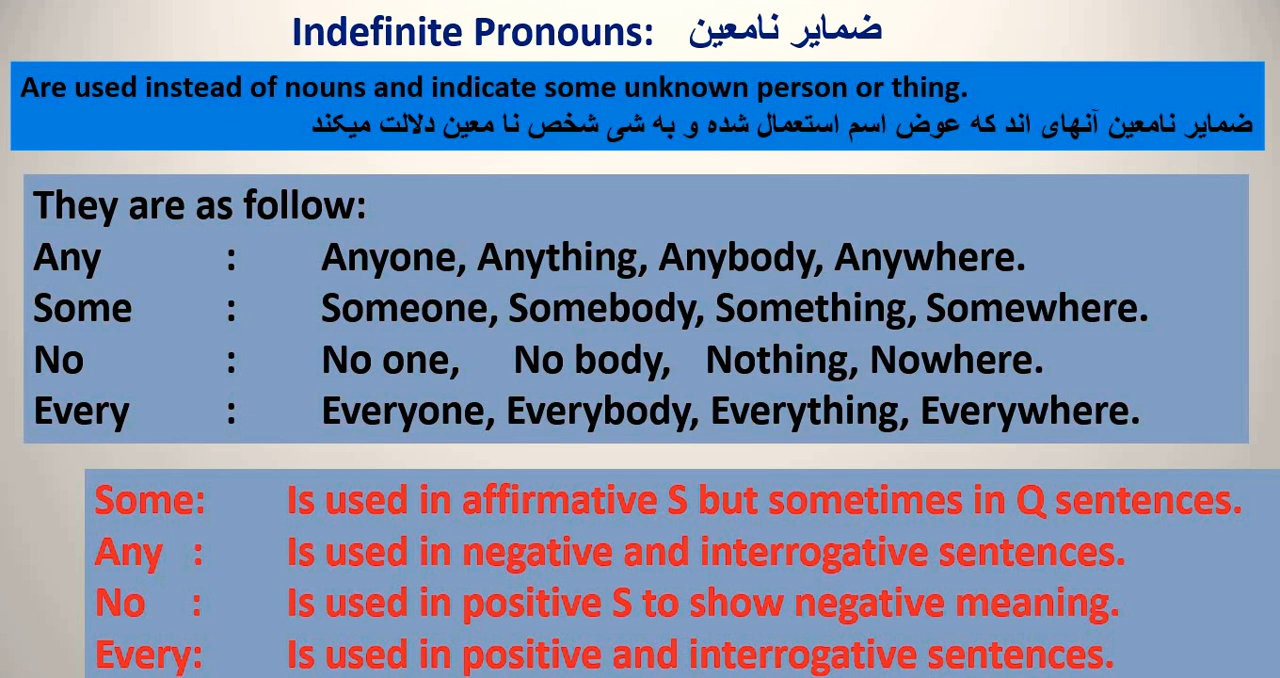 Indefinite Pronouns: ضمایر نامعین
Are used instead of nouns and indicate some unknown person or thing.
ضمایر نامعین آنهای اند که عوض اسم استعمال شده و به شی شخص نا معین دلالت میکند
They are as follow:
Any : Anyone, Anything, Anybody, Anywhere.
Some : Someone, Somebody, Something, Somewhere.
No : No one, No body, Nothing, Nowhere.
Every : Everyone, Everybody, Everything, Everywhere.
Some: Is used in affirmative S but sometimes in Q sentences.
Any : Is used in negative and interrogative sentences.
No : Is used in positive S to show negative meaning.
Every: Is used in positive and interrogative sentences.